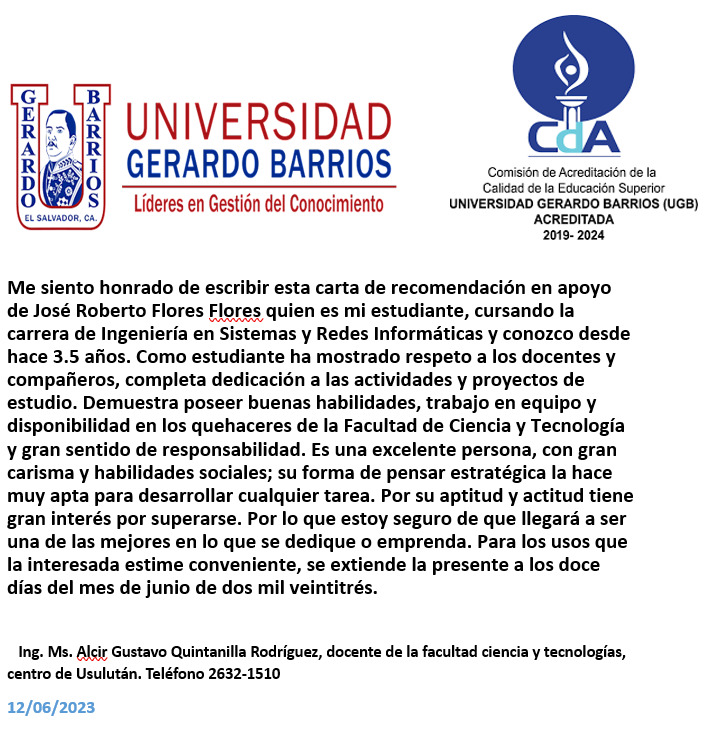 GERARDO
BARRIOS
EL SALVADOR, CA.
UNIVERSIDAD
GERARDO BARRIOS
Líderes en Gestión del Conocimiento
CdA
Comisión de Acreditación de la
Calidad de la Educación Superior
UNIVERSIDAD GERARDO BARRIOS (UGB)
ACREDITADA
2019- 2024
Me siento honrado de escribir esta carta de recomendación en apoyo
de José Roberto Flores Flores quien es mi estudiante, cursando la
carrera de Ingeniería en Sistemas y Redes Informáticas y conozco desde
hace 3.5 años. Como estudiante ha mostrado respeto a los docentes y
compañeros, completa dedicación a las actividades y proyectos de
estudio. Demuestra poseer buenas habilidades, trabajo en equipo y
disponibilidad en los quehaceres de la Facultad de Ciencia y Tecnología
y gran sentido de responsabilidad. Es una excelente persona, con gran
carisma y habilidades sociales; su forma de pensar estratégica la hace
muy apta para desarrollar cualquier tarea. Por su aptitud y actitud tiene
gran interés por superarse. Por lo que estoy seguro de que llegará a ser
una de las mejores en lo que se dedique o emprenda. Para los usos que
la interesada estime conveniente, se extiende la presente a los doce
días del mes de junio de dos mil veintitrés.
Ing. Ms. Alçir Gustavo Quintanilla Rodríguez, docente de la facultad ciencia y tecnologías,
centro de Usulután. Teléfono 2632-1510
12/06/2023